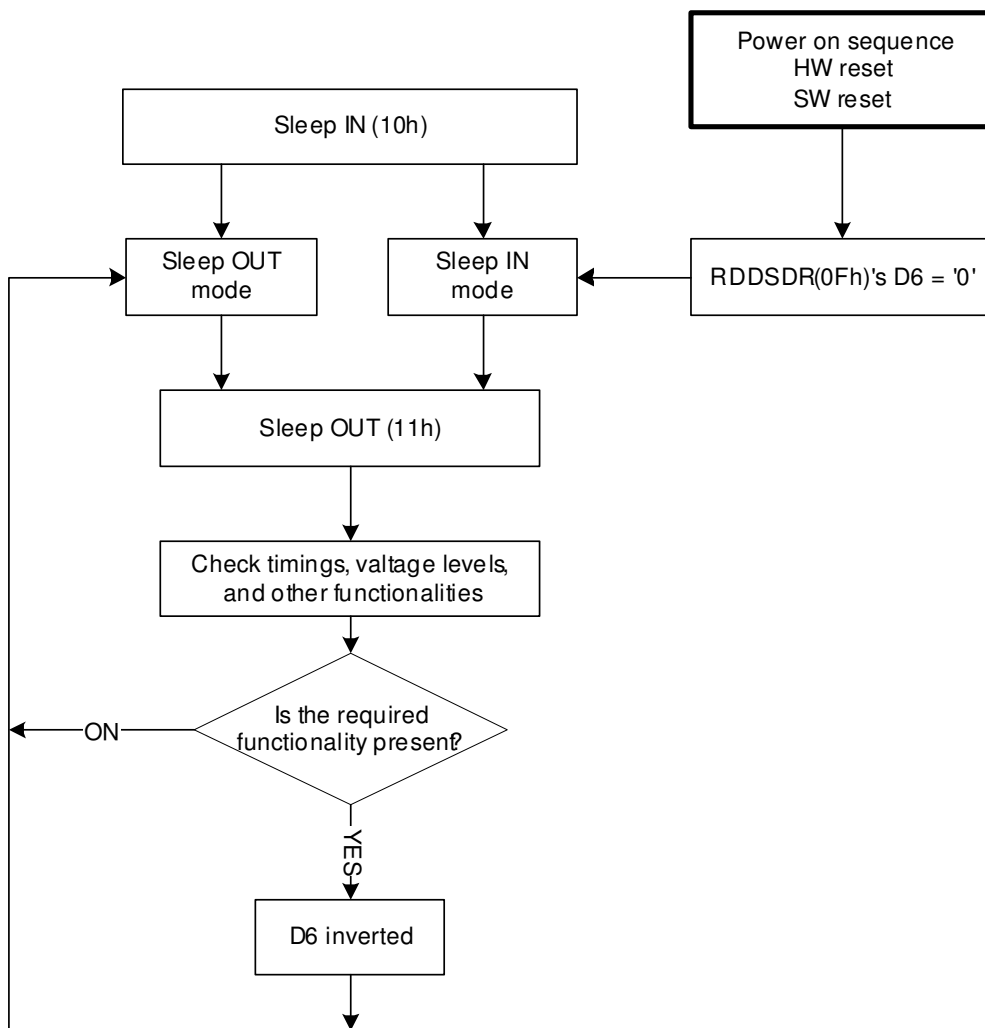 Power on sequence
HW reset
SW reset
Sleep IN (10h)
Sleep OUT
mode
Sleep IN
mode
RDDSDR(0Fh)'s D6 = '0'
Sleep OUT (11h)
Check timings, valtage levels,
and other functionalities
Is the required
functionality present?
ON
YES
D6 inverted